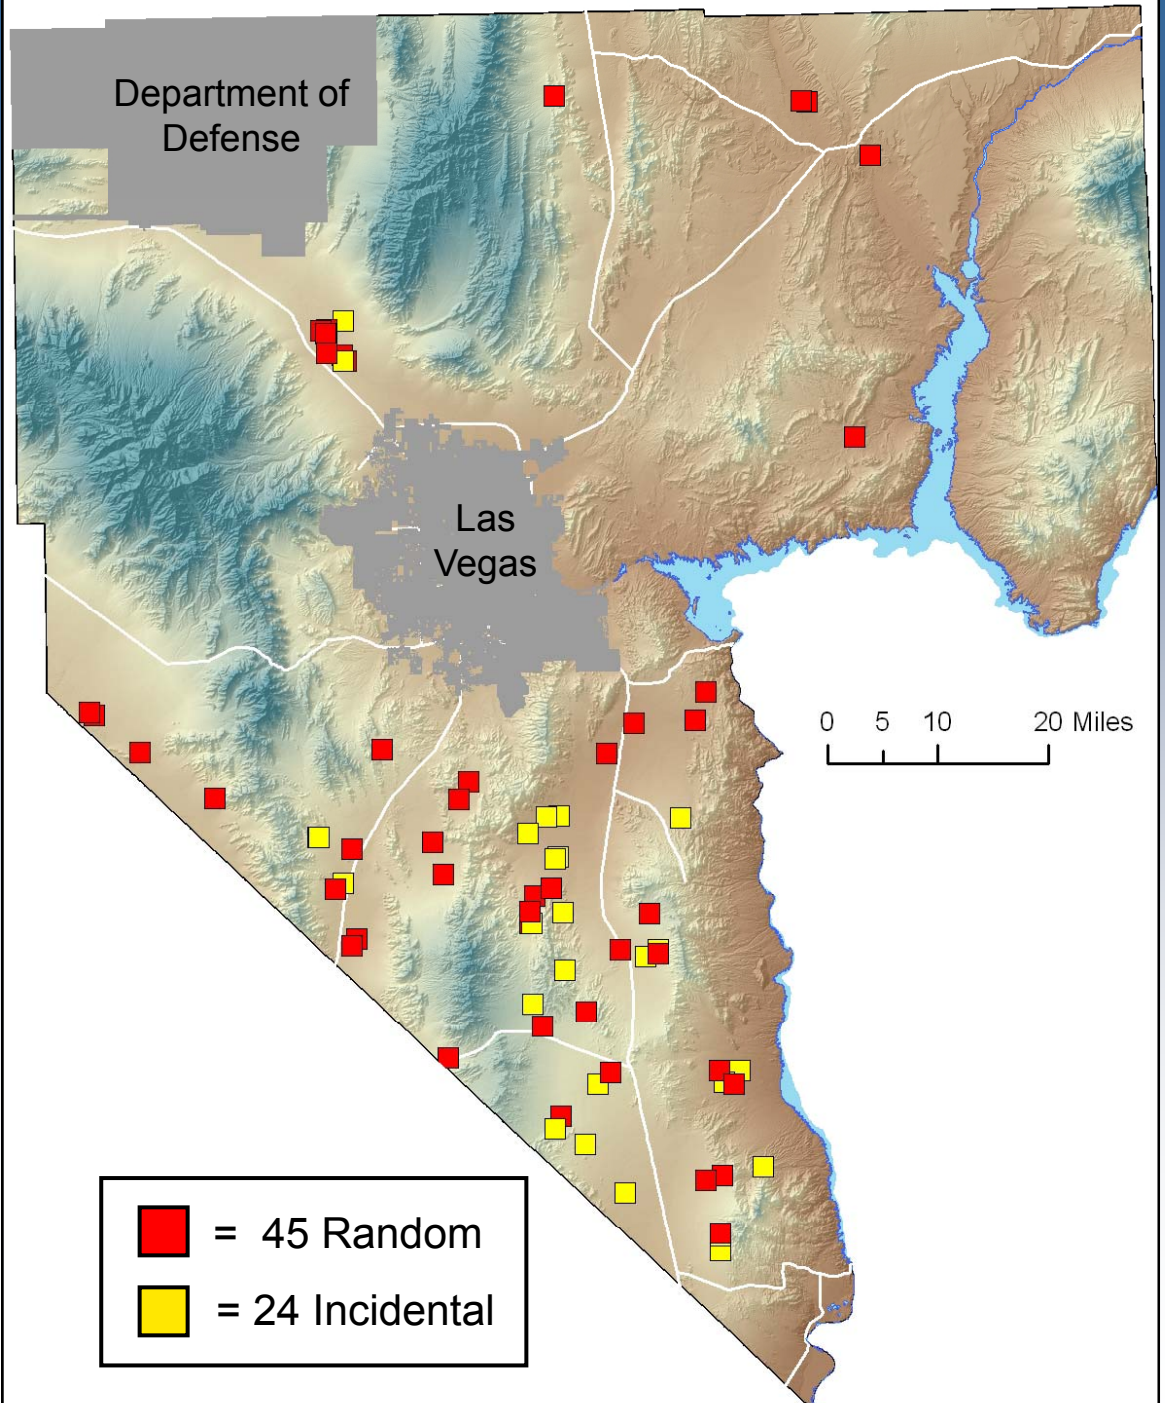 Department of
Defense
Las
Vegas
0 5 10 20 Miles
= 45 Random
= 24 Incidental